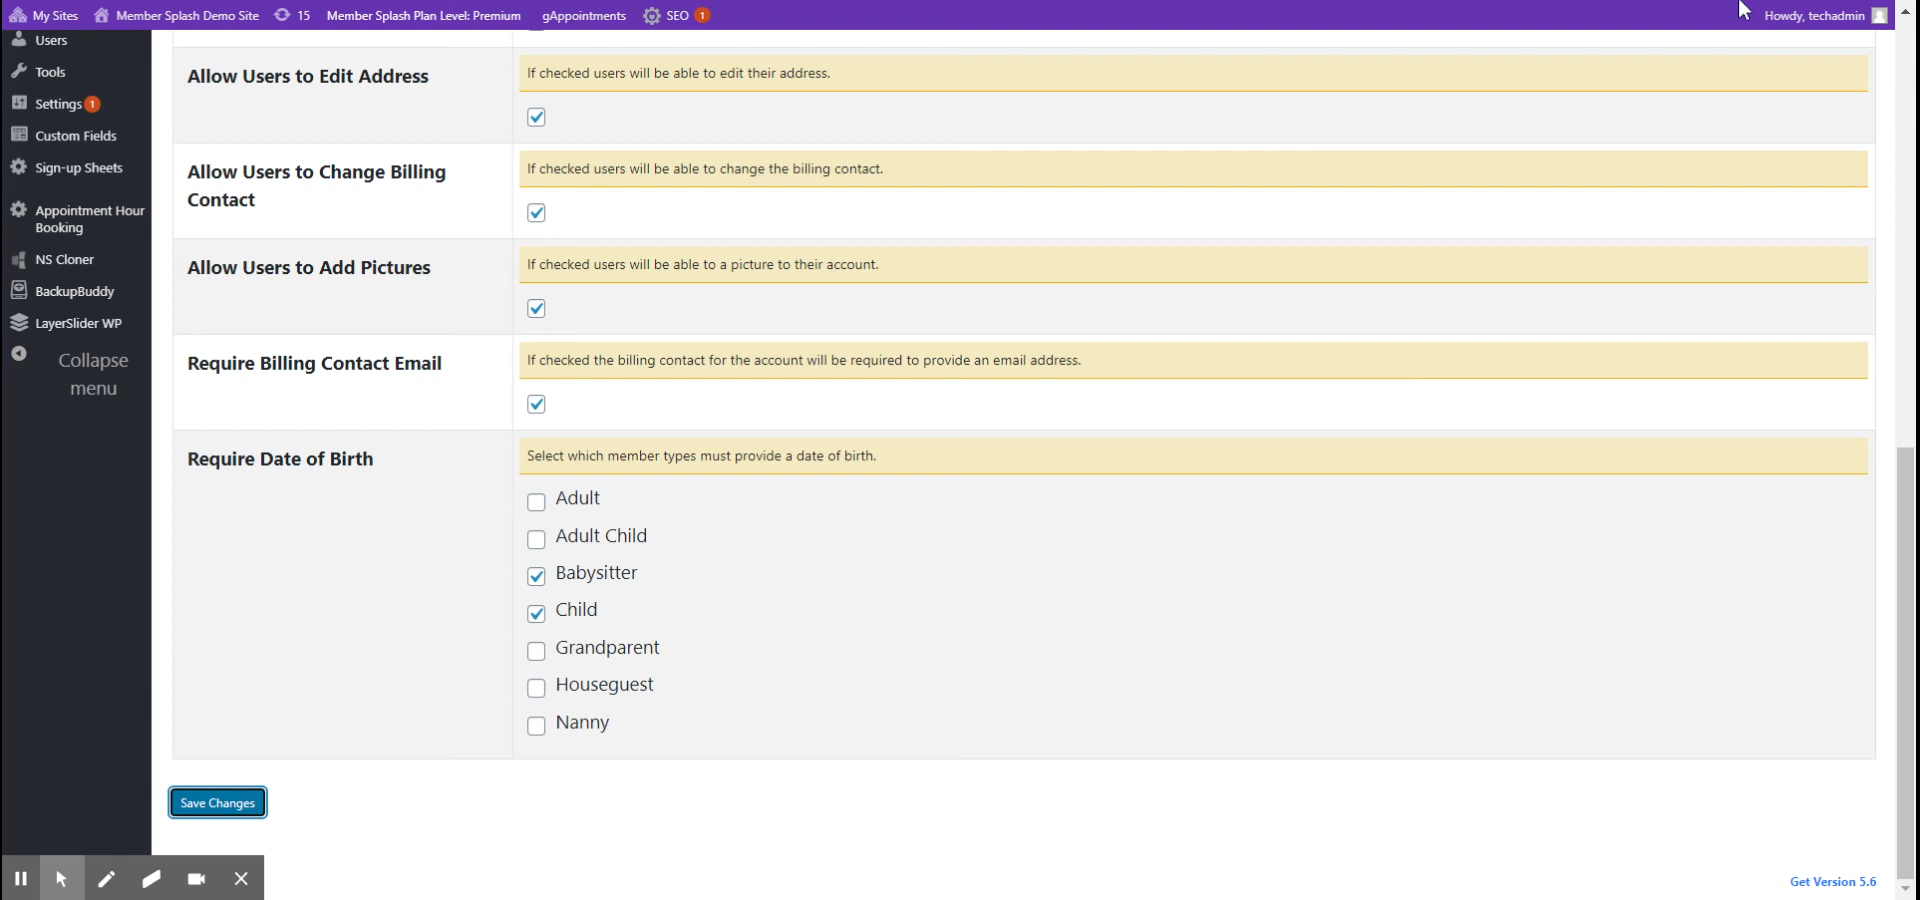 My Sites Member Splash Demo Site 15 Member Splash Plan Level: Premium gAppointments SEO 1 Howdy, techadmin
Users
Tools
Settings 1
Custom Fields
Sign-up Sheets
Appointment Hour
Booking
NS Cloner
BackupBuddy
LayerSlider WP
Collapse
menu
Allow Users to Edit Address
If checked users will be able to edit their address.
Allow Users to Change Billing
Contact
If checked users will be able to change the billing contact.
Allow Users to Add Pictures
If checked users will be able to a picture to their account.
Require Billing Contact Email
If checked the billing contact for the account will be required to provide an email address.
Require Date of Birth
Select which member types must provide a date of birth.
Adult
Adult Child
Babysitter
Child
Grandparent
Houseguest
Nanny
Save Changes
Get Version 5.6